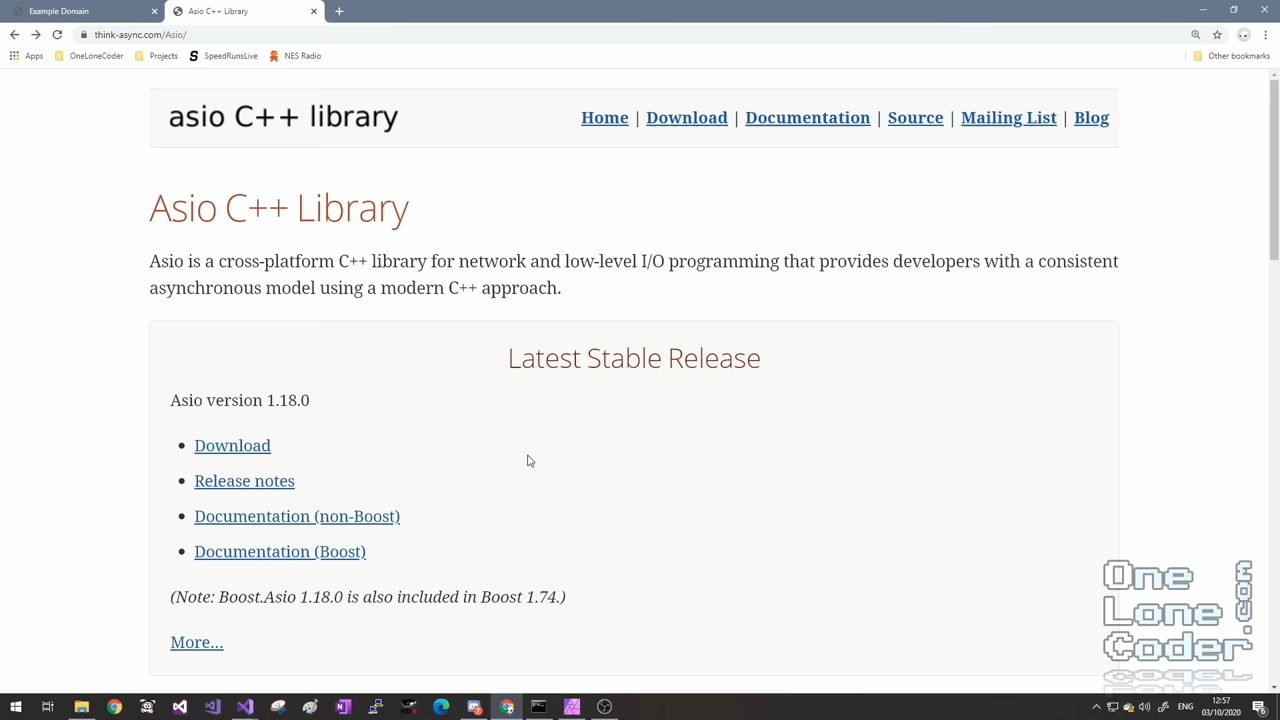 Example Domain
Asio C++ Library
think-async.com/Asio/
Apps
OneLoneCoder
Projects
SpeedRunsLive
NES Radio
Other bookmarks
asio C++ library
Home | Download | Documentation | Source | Mailing List | Blog
Asio C++ Library
Asio is a cross-platform C++ library for network and low-level I/O programming that provides developers with a consistent
asynchronous model using a modern C++ approach.
Latest Stable Release
Asio version 1.18.0
• Download
• Release notes
• Documentation (non-Boost)
• Documentation (Boost)
(Note: Boost.Asio 1.18.0 is also included in Boost 1.74.)
More...
One
Lone
Coder
.com
ENG
12:57
03/10/2020